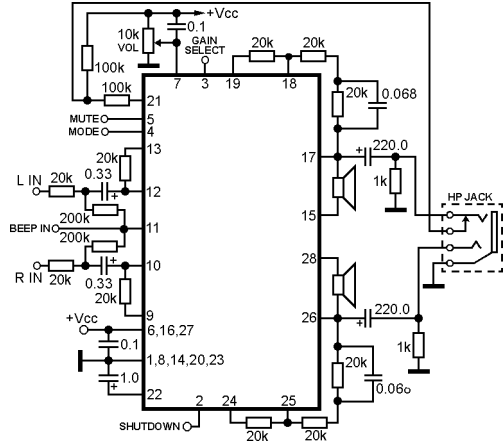 +Vcc
10k
VOL
0.1
GAIN
SELECT
20k
20k
100k
7
3
19
18
20k
0.068
100k
21
MUTE
5
MODE
4
13
20k
17
+
220.0
L IN
20k
0.33
+
12
1k
HP JACK
200k
15
BEEP IN
11
200k
28
R IN
20k
0.33
+
10
20k
9
26
+
220.0
+Vcc
6,16,27
0.1
1,8,14,20,23
20k
1k
+
1.0
22
0.06o
2
24
25
SHUTDOWN
20k
20k